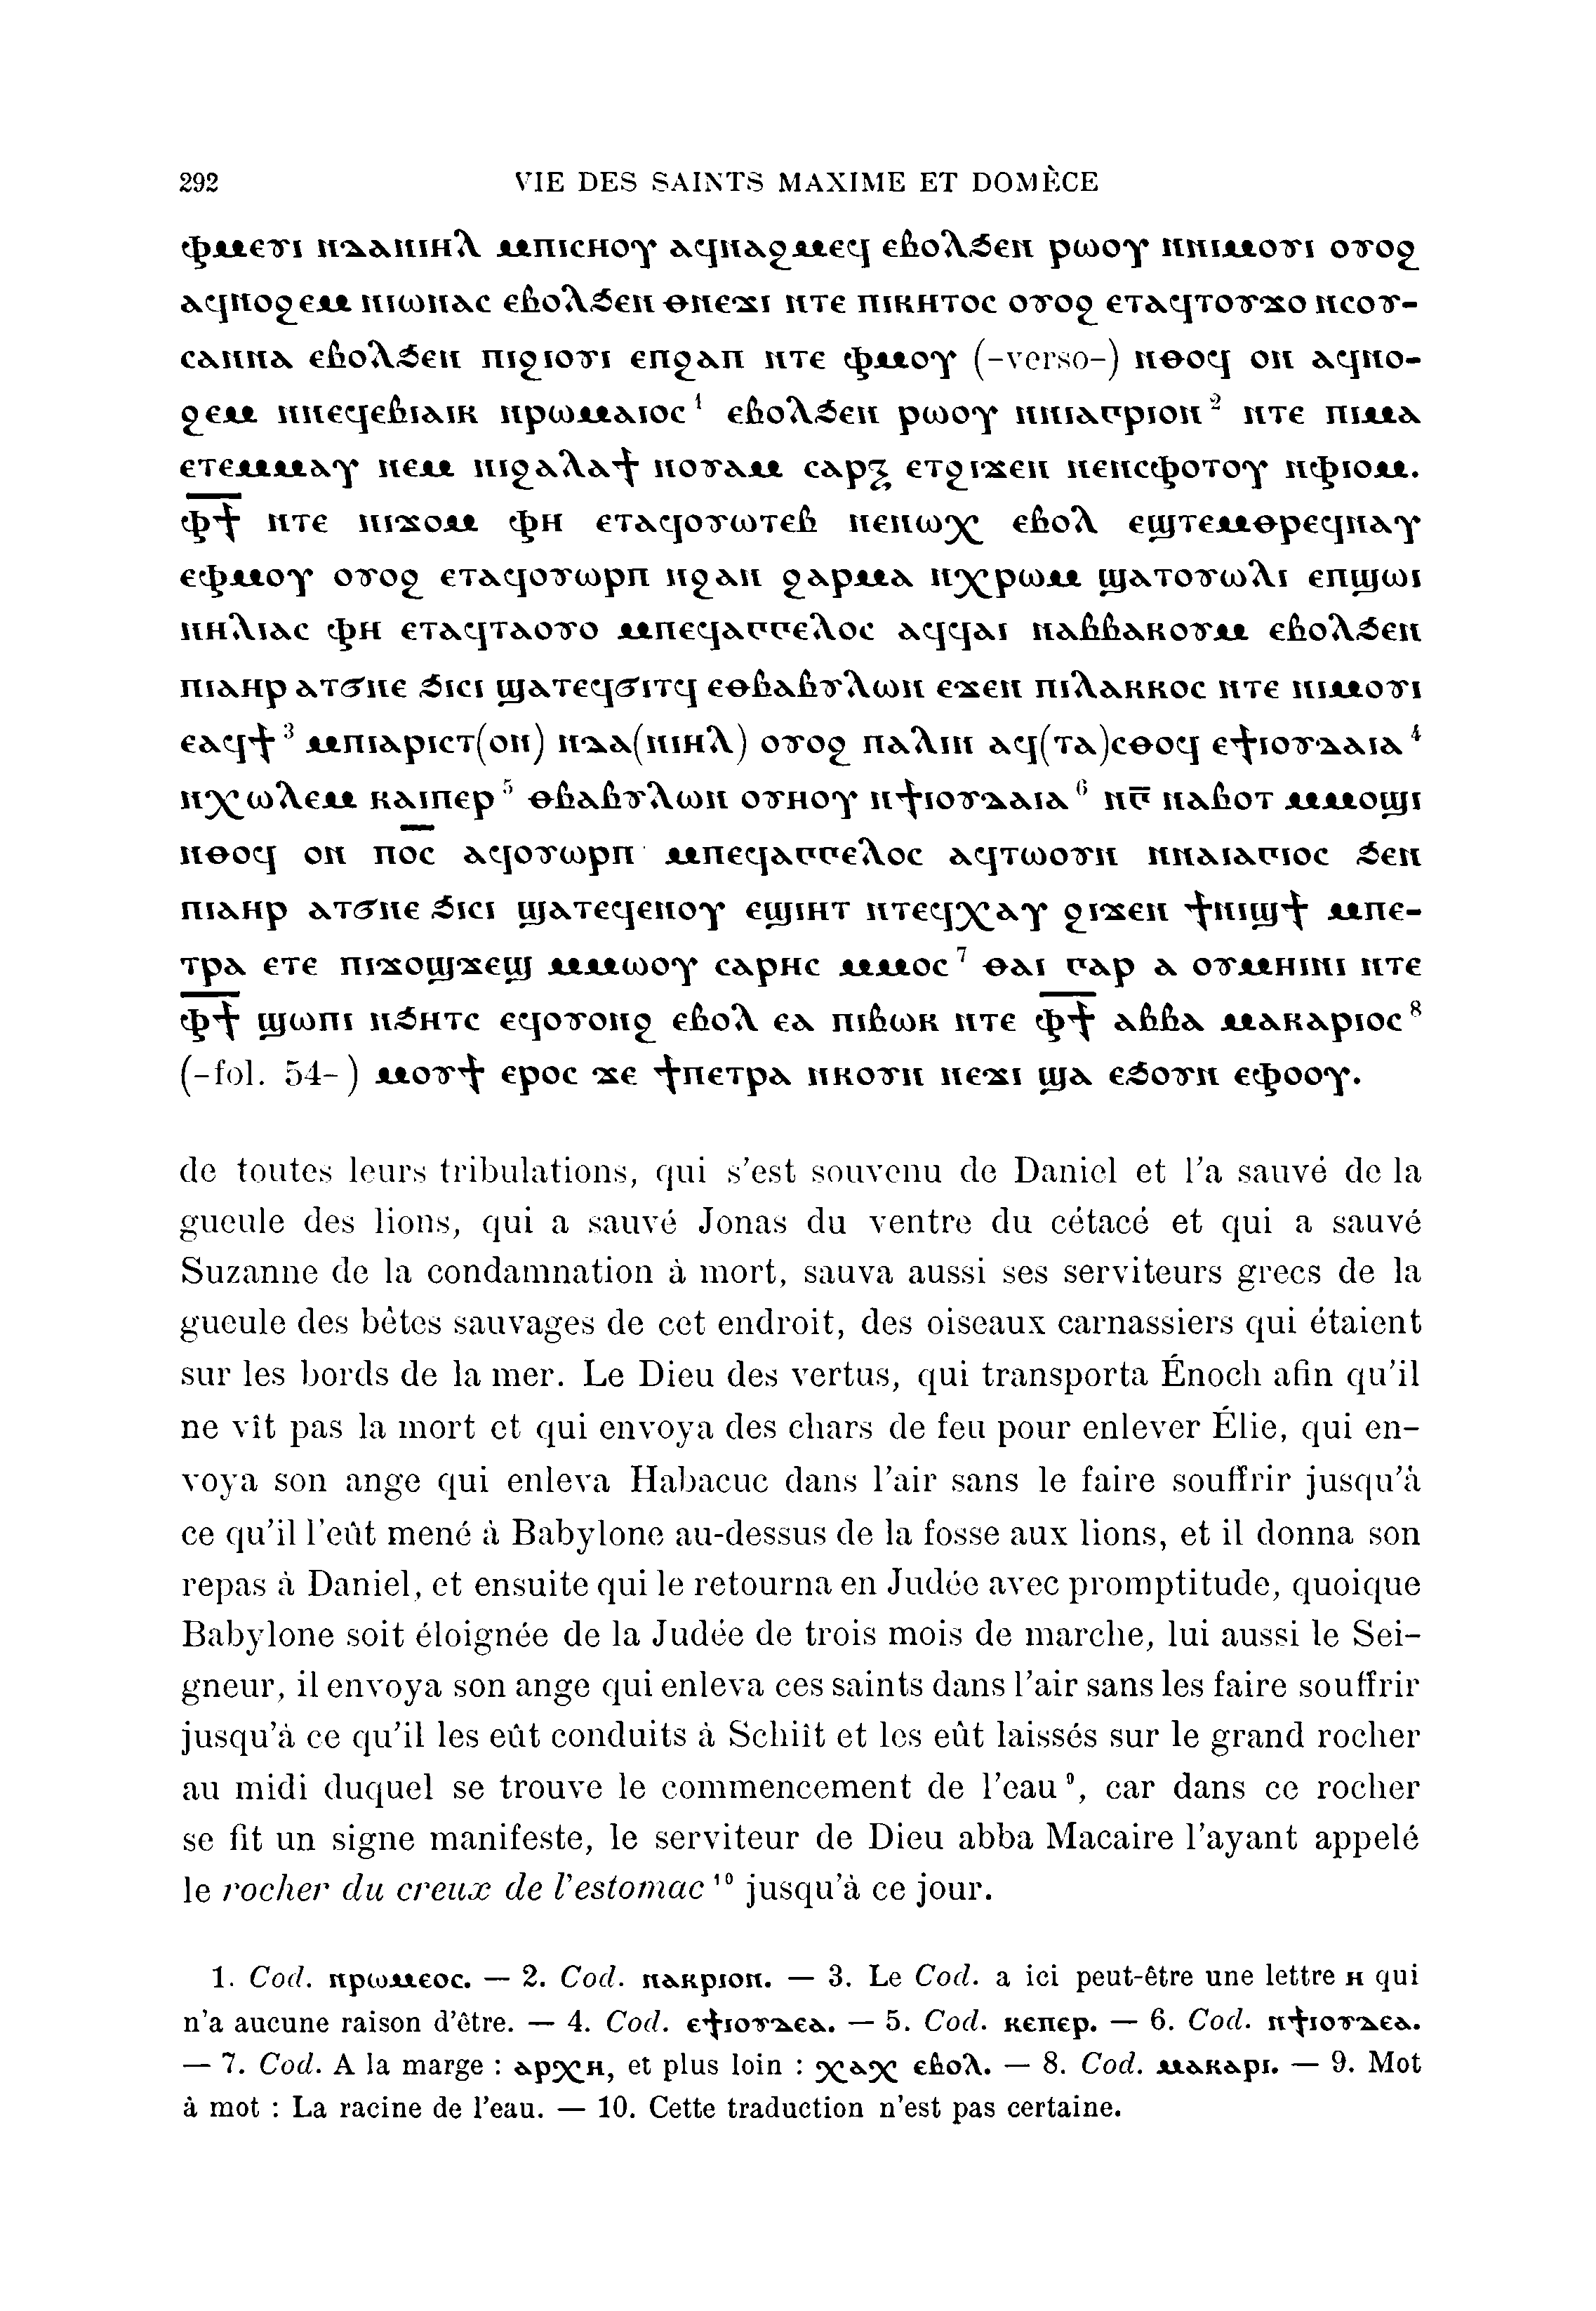 292 VIE DES SAINTS MAXIME ET DOMÈCE
ⲫⲙⲉⲩⲓ ⲛⲇⲁⲛⲓⲏⲗ ⲙⲡⲓⲥⲏⲟⲩ ⲁϥⲛⲁϩⲙⲉϥ ⲉⲃⲟⲗϧⲉⲛ ⲣⲱⲟⲩ ⲛⲛⲓⲙⲟⲩⲓ ⲟⲩⲟϩ
ⲁϥⲛⲟϩⲉⲙ ⲛⲓⲱⲛⲁⲥ ⲉⲃⲟⲗϧⲉⲛ ⲑⲛⲉϫⲓ ⲛⲧⲉ ⲡⲓⲕⲏⲧⲟⲥ ⲟⲩⲟϩ ⲉⲧⲁϥⲧⲟⲩϫⲟ ⲛⲥⲟⲩ-
ⲥⲁⲛⲛⲁ ⲉⲃⲟⲗϧⲉⲛ ⲡⲓϩⲓⲟⲩⲓ ⲉⲡϩⲁⲡ ⲛⲧⲉ ⲫⲙⲟⲩ (-verso-) ⲛⲑⲟϥ ⲟⲛ ⲁϥⲛⲟ-
ϩⲉⲙ ⲛⲛⲉϥⲉⲃⲓⲁⲓⲕ ⲛⲣⲱⲙⲁⲓⲟⲥ ¹ ⲉⲃⲟⲗϧⲉⲛ ⲣⲱⲟⲩ ⲛⲛⲓⲁⲅⲣⲓⲟⲛ ² ⲛⲧⲉ ⲡⲓⲙⲁ
ⲉⲧⲉⲙⲙⲁⲩ ⲛⲉⲙ ⲛⲓϩⲁⲗⲁϯ ⲛⲟⲩⲁⲙ ⲥⲁⲣⲝ ⲉⲧϩⲓϫⲉⲛ ⲛⲉⲛⲥⲫⲟⲧⲟⲩ ⲛⲫⲓⲟⲙ.
ⲫ̅ϯ̅ ⲛⲧⲉ ⲛⲓϫⲟⲙ ⲫⲏ ⲉⲧⲁϥⲟⲩⲱⲧⲉⲃ ⲛⲉⲛⲱⲭ ⲉⲃⲟⲗ ⲉϣⲧⲉⲙⲑⲣⲉϥⲛⲁⲩ
ⲉⲫⲙⲟⲩ ⲟⲩⲟϩ ⲉⲧⲁϥⲟⲩⲱⲣⲡ ⲛϩⲁⲛ ϩⲁⲣⲙⲁ ⲛⲭⲣⲱⲙ ϣⲁⲧⲟⲩⲱⲗⲓ ⲉⲡϣⲱⲓ
ⲛⲏⲗⲓⲁⲥ ⲫⲏ ⲉⲧⲁϥⲧⲁⲟⲩⲟ ⲙⲡⲉϥⲁⲅⲅⲉⲗⲟⲥ ⲁϥϥⲁⲓ ⲛⲁⲃⲃⲁⲕⲟⲩⲙ ⲉⲃⲟⲗϧⲉⲛ
ⲡⲓⲁⲏⲣ ⲁⲧϭⲛⲉ ϧⲓⲥⲓ ϣⲁⲧⲉϥϭⲓⲧϥ ⲉⲑⲃⲁⲃⲩⲗⲱⲛ ⲉϫⲉⲛ ⲡⲓⲗⲁⲕⲕⲟⲥ ⲛⲧⲉ ⲛⲓⲙⲟⲩⲓ
ⲉⲁϥϯ ³ ⲙⲡⲓⲁⲣⲓⲥⲧ(ⲟⲛ) ⲛⲇⲁ(ⲛⲓⲏⲗ) ⲟⲩⲟϩ ⲡⲁⲗⲓⲛ ⲁϥ(ⲧⲁ)ⲥⲑⲟϥ ⲉϯⲓⲟⲩⲇⲁⲓⲁ ⁴
ⲛⲭⲱⲗⲉⲙ ⲕⲁⲓⲡⲉⲣ ⁵ ⲑⲃⲁⲃⲩⲗⲱⲛ ⲟⲩⲏⲟⲩ ⲛϯⲓⲟⲩⲇⲁⲓⲁ ⁶ ⲛⲅ̅ ⲛⲁⲃⲟⲧ ⲙⲙⲟϣⲓ
ⲛⲑⲟϥ ⲟⲛ ⲡⲟ̅ⲥ ⲁϥⲟⲩⲱⲣⲡ ⲙⲡⲉϥⲁⲅⲅⲉⲗⲟⲥ ⲁϥⲧⲱⲟⲩⲛ ⲛⲛⲁⲓⲁⲅⲓⲟⲥ ϧⲉⲛ
ⲡⲓⲁⲏⲣ ⲁⲧϭⲛⲉ ϧⲓⲥⲓ ϣⲁⲧⲉϥⲉⲛⲟⲩ ⲉϣⲓⲏⲧ ⲛⲧⲉϥⲭⲁⲩ ϩⲓϫⲉⲛ ϯⲛⲓϣϯ ⲙⲡⲉ-
ⲧⲣⲁ ⲉⲧⲉ ⲡⲓϫⲟϣϫⲉϣ ⲙⲙⲱⲟⲩ ⲥⲁⲣⲏⲥ ⲙⲙⲟⲥ ⁷ ⲑⲁⲓ ⲅⲁⲣ ⲁ ⲟⲩⲙⲏⲓⲛⲓ ⲛⲧⲉ
ⲫ̅ϯ̅ ϣⲱⲡⲓ ⲛϧⲏⲧⲥ ⲉϥⲟⲩⲟⲛϩ ⲉⲃⲟⲗ ⲉⲁ ⲡⲓⲃⲱⲕ ⲛⲧⲉ ⲫ̅ϯ̅ ⲁⲃⲃⲁ ⲙⲁⲕⲁⲣⲓⲟⲥ ⁸
(-fol. 54-) ⲙⲟⲩϯ ⲉⲣⲟⲥ ϫⲉ ϯⲡⲉⲧⲣⲁ ⲛⲕⲟⲩⲛ ⲛⲉϫⲓ ϣⲁ ⲉϧⲟⲩⲛ ⲉⲫⲟⲟⲩ.
de toutes leurs tribulations, qui s'est souvenu de Daniel et l'a sauvé de la
gueule des lions, qui a sauvé Jonas du ventre du cétacé et qui a sauvé
Suzanne de la condamnation à mort, sauva aussi ses serviteurs grecs de la
gueule des bêtes sauvages de cet endroit, des oiseaux carnassiers qui étaient
sur les bords de la mer. Le Dieu des vertus, qui transporta Énoch afin qu'il
ne vît pas la mort et qui envoya des chars de feu pour enlever Élie, qui en-
voya son ange qui enleva Habacuc dans l'air sans le faire souffrir jusqu'à
ce qu'il l'eût mené à Babylone au-dessus de la fosse aux lions, et il donna son
repas à Daniel, et ensuite qui le retourna en Judée avec promptitude, quoique
Babylone soit éloignée de la Judée de trois mois de marche, lui aussi le Sei-
gneur, il envoya son ange qui enleva ces saints dans l'air sans les faire souffrir
jusqu'à ce qu'il les eût conduits à Schiit et les eût laissés sur le grand rocher
au midi duquel se trouve le commencement de l'eau ⁹, car dans ce rocher
se fit un signe manifeste, le serviteur de Dieu abba Macaire l'ayant appelé
le rocher du creux de l'estomac ¹⁰ jusqu'à ce jour.
1. Cod. ⲛⲣⲱⲙⲉⲟⲥ. — 2. Cod. ⲛⲁⲕⲣⲓⲟⲛ. — 3. Le Cod. a ici peut-être une lettre ⲏ qui
n'a aucune raison d'être. — 4. Cod. ⲉϯⲓⲟⲩⲇⲉⲁ. — 5. Cod. ⲕⲉⲡⲉⲣ. — 6. Cod. ⲛϯⲓⲟⲩⲇⲉⲁ.
— 7. Cod. A la marge : ⲁⲣⲭⲏ, et plus loin : ⲭⲁⲭ ⲉⲃⲟⲗ. — 8. Cod. ⲙⲁⲕⲁⲣⲓ. — 9. Mot
à mot : La racine de l'eau. — 10. Cette traduction n'est pas certaine.